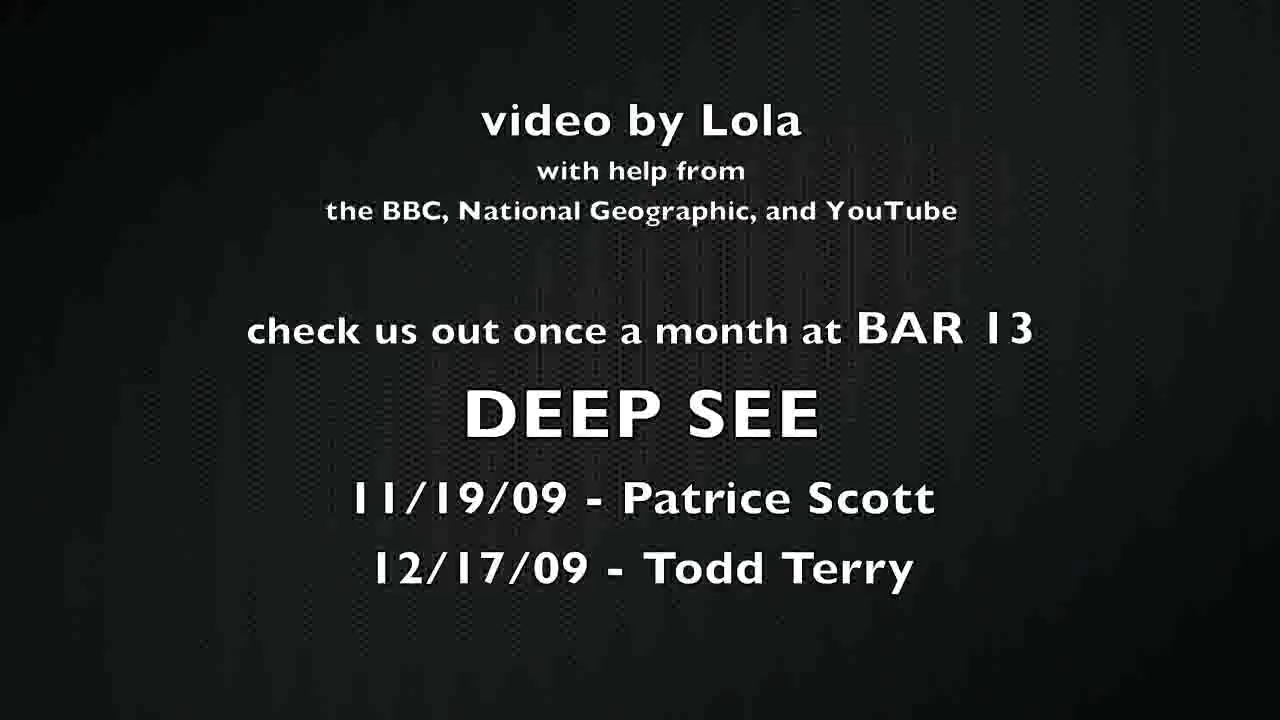 video by Lola
with help from
the BBC, National Geographic, and YouTube
check us out once a month at BAR 13
DEEP SEE
11/19/09 - Patrice Scott
12/17/09 - Todd Terry